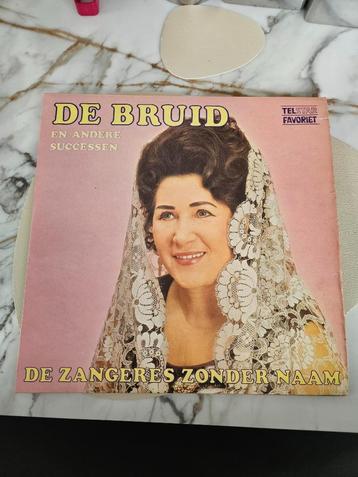 DE BRUID
EN ANDERE
SUCCESSEN
TELSTAR
FAVORIET
DE ZANGERES ZONDER NAAM